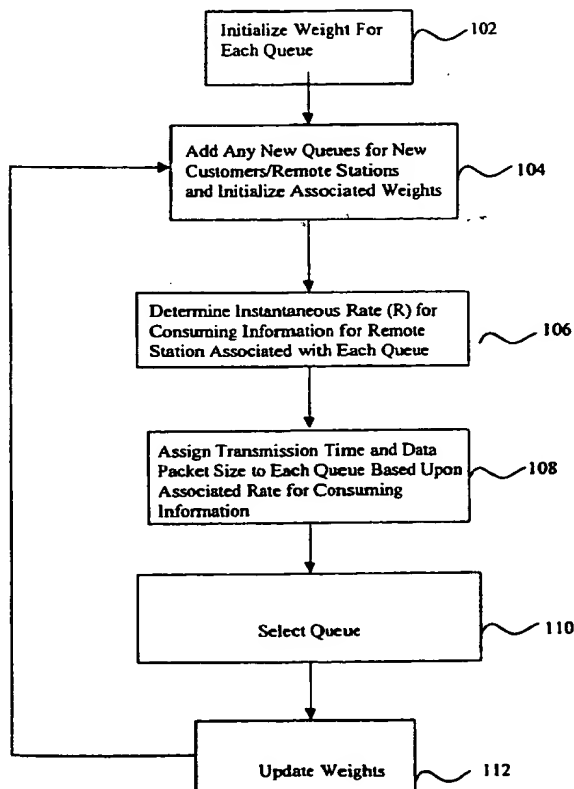 Initialize Weight For
Each Queue
102
Add Any New Queues for New
Customers/Remote Stations
and Initialize Associated Weights
104
Determine Instantaneous Rate (R) for
Consuming Information for Remote
Station Associated with Each Queue
106
Assign Transmission Time and Data
Packet Size to Each Queue Based Upon
Associated Rate for Consuming
Information
108
Select Queue
110
Update Weights
112